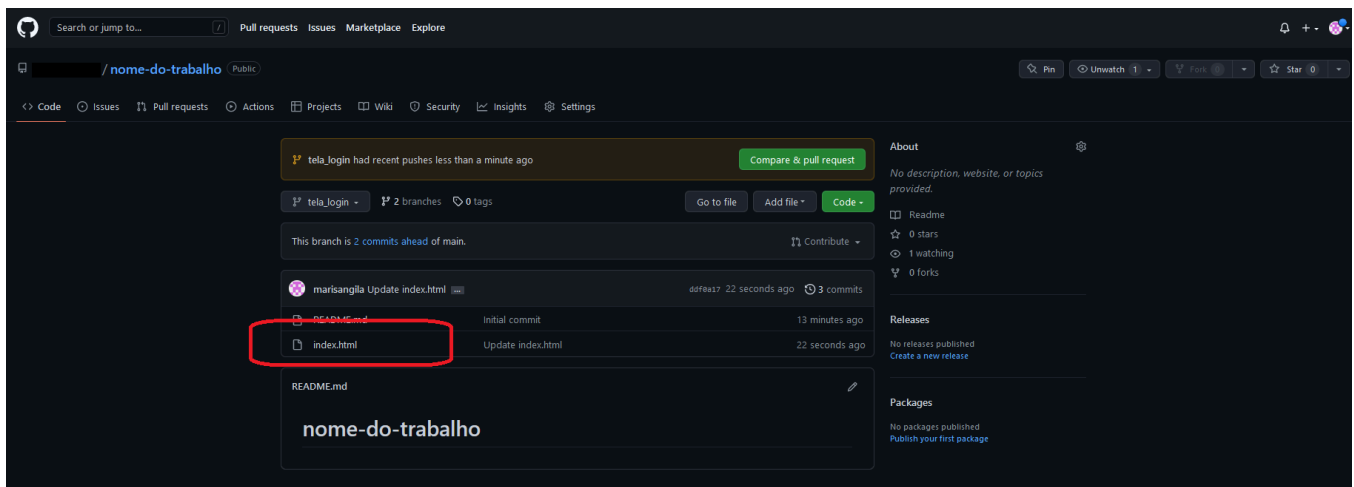 Search or jump to... / Pull requests Issues Marketplace Explore
/ nome-do-trabalho Public Pin Unwatch 1 Fork 0 Star 0
<> Code Issues Pull requests Actions Projects Wiki Security Insights Settings
tela_login had recent pushes less than a minute ago Compare & pull request
tela_login 2 branches 0 tags Go to file Add file Code
This branch is 2 commits ahead of main. Contribute
marisangila Update index.html ... ddf0a17 22 seconds ago 3 commits
README.md Initial commit 13 minutes ago
index.html Update index.html 22 seconds ago
README.md
nome-do-trabalho
About
No description, website, or topics
provided.
Readme
0 stars
1 watching
0 forks
Releases
No releases published
Create a new release
Packages
No packages published
Publish your first package